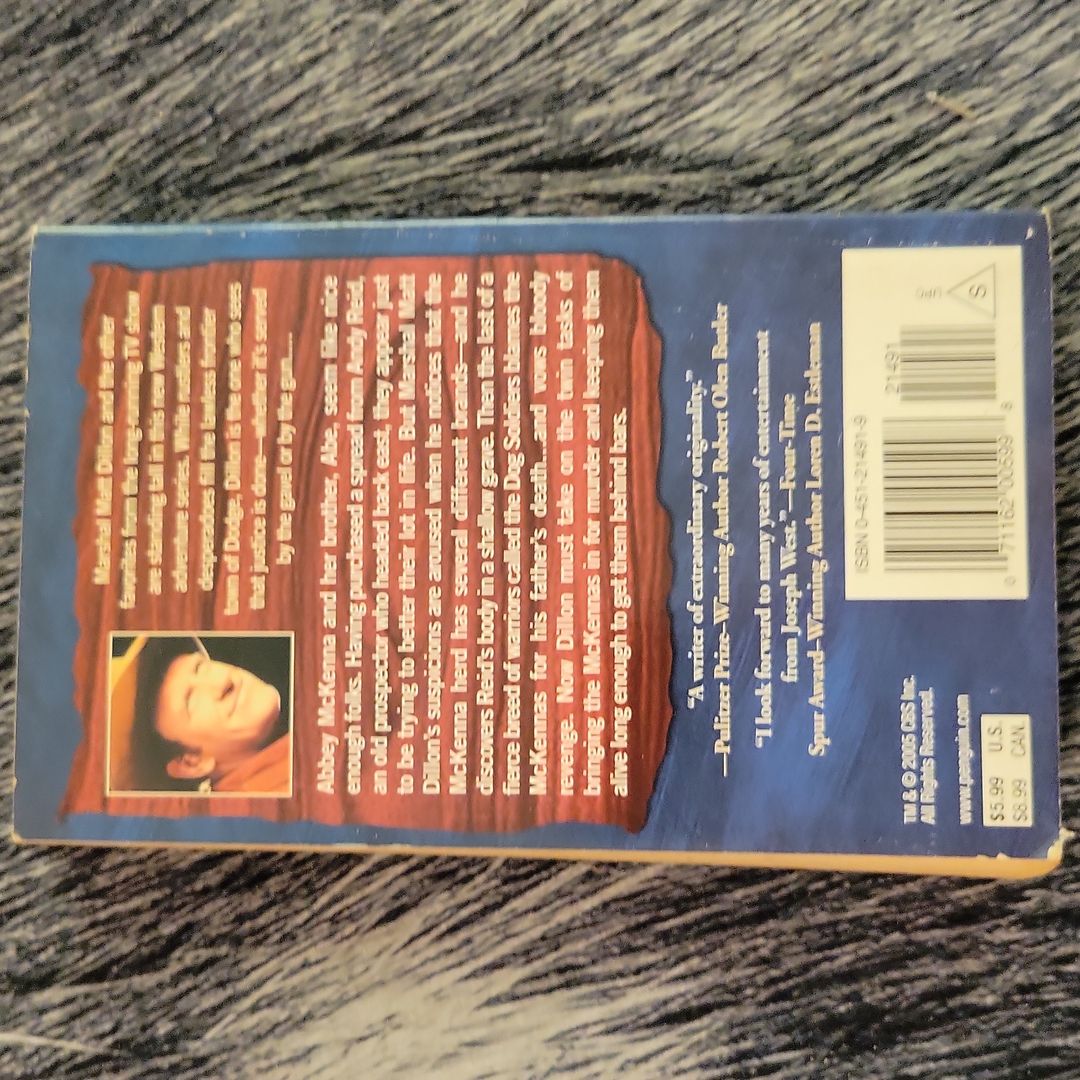 Marshal Matt Dillon and the other
favorites from the long-running TV show
are standing tall in this new Western
adventure series. White settlers and
desperadoes fill the lawless frontier
town of Dodge, Dillon is the one who sees
that justice is done—whether it's served
by the gavel or by the gun....
Abbey McKenna and her brother, Abe, seem like nice
enough folks. Having purchased a spread from Andy Reid,
an old prospector who headed back east, they appear just
to be trying to better their lot in life. But Marshal Matt
Dillon's suspicions are aroused when he notices that the
McKenna herd has several different brands—and he
discovers Reid's body in a shallow grave. Then the last of a
fierce breed of warriors called the Dog Soldiers blames the
McKennas for his father's death...and vows bloody
revenge. Now Dillon must take on the twin tasks of
bringing the McKennas in for murder and keeping them
alive long enough to get them behind bars.
"A writer of extraordinary originality."
—Pulitzer Prize–Winning Author Robert Olen Butler
"I look forward to many years of entertainment
from Joseph West."—Four-Time
Spur Award–Winning Author Loren D. Estleman
TM & © 2006 CBS Inc.
All Rights Reserved.
www.penguin.com
$5.99 U.S.
$8.99 CAN
ISBN 0-451-21491-9
21491
0 71162 00599 8
S